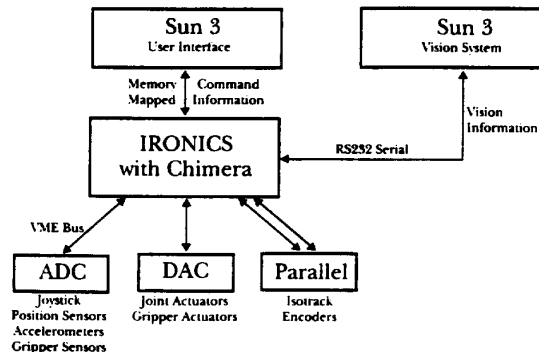 Sun 3
User Interface
Sun 3
Vision System
Memory Mapped
Command Information
Vision Information
IRONICS
with Chimera
RS232 Serial
VME Bus
ADC
DAC
Parallel
Joystick
Position Sensors
Accelerometers
Gripper Sensors
Joint Actuators
Gripper Actuators
Isotrack
Encoders